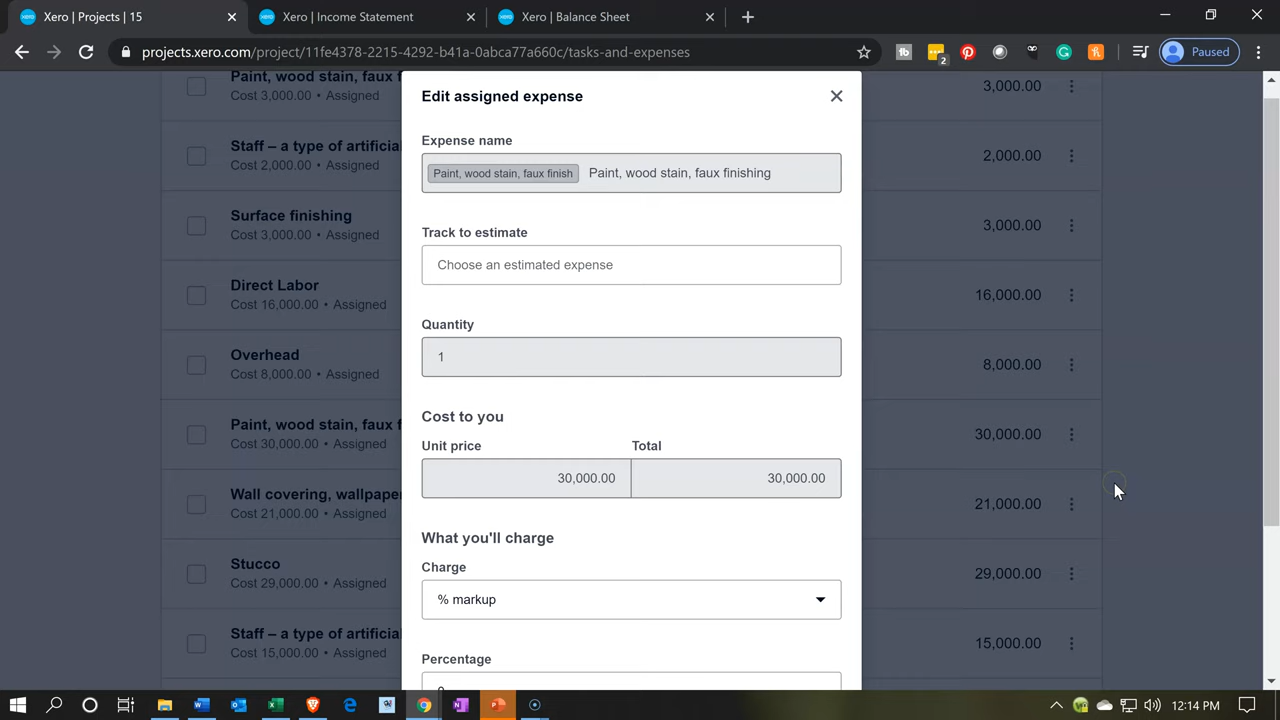 Xero | Projects | 15
Xero | Income Statement
Xero | Balance Sheet
projects.xero.com/project/11fe4378-2215-4292-b41a-0abca77a660c/tasks-and-expenses
2
Paused
Edit assigned expense
Expense name
Paint, wood stain, faux finish
Paint, wood stain, faux finishing
Track to estimate
Choose an estimated expense
Quantity
1
Cost to you
Unit price
Total
30,000.00
30,000.00
What you'll charge
Charge
% markup
Percentage
Paint, wood stain, faux f
Cost 3,000.00 • Assigned
3,000.00
Staff – a type of artificia
Cost 2,000.00 • Assigned
2,000.00
Surface finishing
Cost 3,000.00 • Assigned
3,000.00
Direct Labor
Cost 16,000.00 • Assigned
16,000.00
Overhead
Cost 8,000.00 • Assigned
8,000.00
Paint, wood stain, faux f
Cost 30,000.00 • Assigned
30,000.00
Wall covering, wallpaper
Cost 21,000.00 • Assigned
21,000.00
Stucco
Cost 29,000.00 • Assigned
29,000.00
Staff – a type of artificia
Cost 15,000.00 • Assigned
15,000.00
12:14 PM